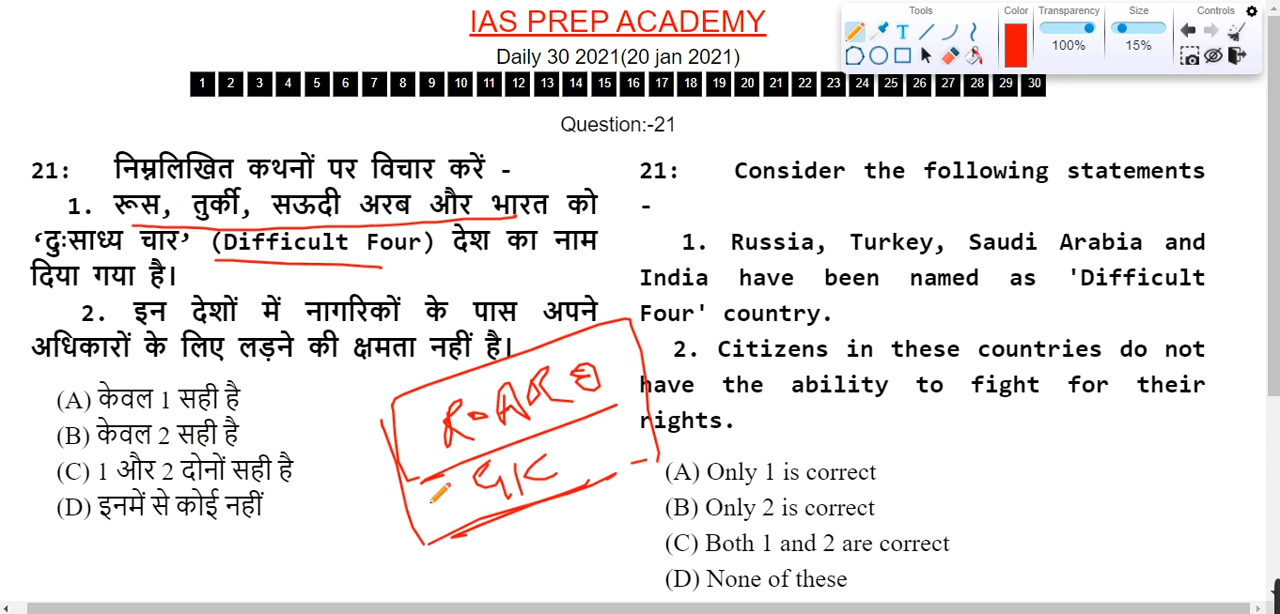 IAS PREP ACADEMY
Daily 30 2021(20 jan 2021)
1 2 3 4 5 6 7 8 9 10 11 12 13 14 15 16 17 18 19 20 21 22 23 24 25 26 27 28 29 30
Tools Color Transparency Size Controls
T
100% 15%
Question:-21
21: निम्नलिखित कथनों पर विचार करें -
1. रूस, तुर्की, सऊदी अरब और भारत को
‘दुःसाध्य चार’ (Difficult Four) देश का नाम
दिया गया है।
2. इन देशों में नागरिकों के पास अपने
अधिकारों के लिए लड़ने की क्षमता नहीं है।
(A) केवल 1 सही है
(B) केवल 2 सही है
(C) 1 और 2 दोनों सही है
(D) इनमें से कोई नहीं
GK
21: Consider the following statements
-
1. Russia, Turkey, Saudi Arabia and
India have been named as 'Difficult
Four' country.
2. Citizens in these countries do not
have the ability to fight for their
rights.
(A) Only 1 is correct
(B) Only 2 is correct
(C) Both 1 and 2 are correct
(D) None of these